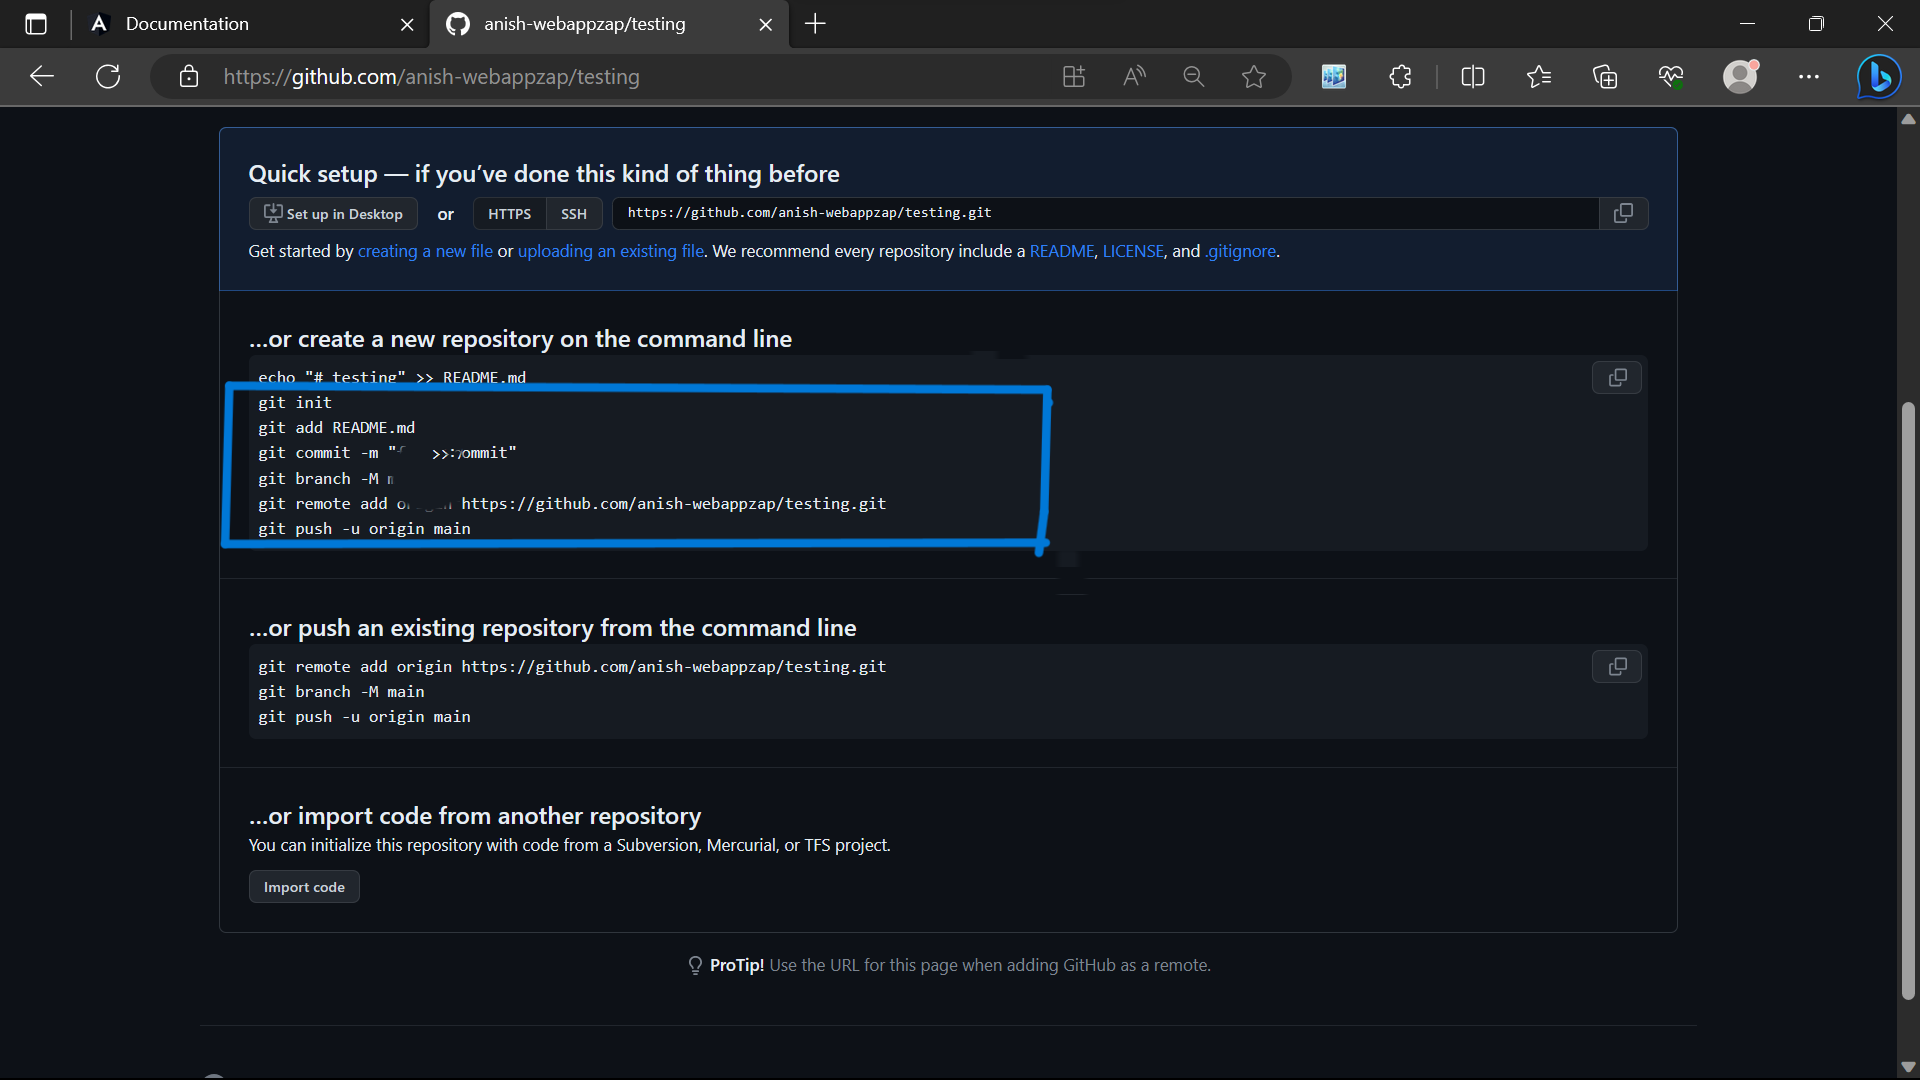 Documentation
anish-webappzap/testing
https://github.com/anish-webappzap/testing
Quick setup — if you've done this kind of thing before
Set up in Desktop or HTTPS SSH https://github.com/anish-webappzap/testing.git
Get started by creating a new file or uploading an existing file. We recommend every repository include a README, LICENSE, and .gitignore.
...or create a new repository on the command line
echo "# testing" >> README.md
git init
git add README.md
git commit -m " >> ommit"
git branch -M
git remote add https://github.com/anish-webappzap/testing.git
git push -u origin main
...or push an existing repository from the command line
git remote add origin https://github.com/anish-webappzap/testing.git
git branch -M main
git push -u origin main
...or import code from another repository
You can initialize this repository with code from a Subversion, Mercurial, or TFS project.
Import code
ProTip! Use the URL for this page when adding GitHub as a remote.